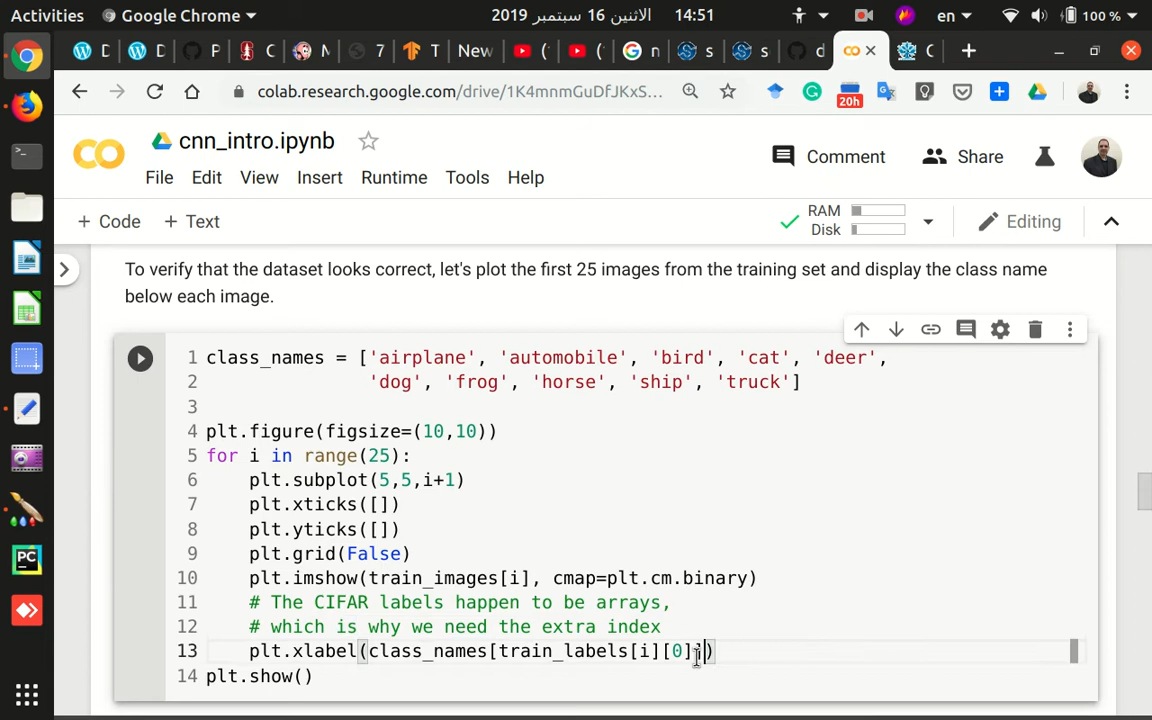 Activities Google Chrome 2019 الاثنين 16 سبتمبر 14:51 en 100 %
D D P C M 7 T New ( ( n s s d C
colab.research.google.com/drive/1K4mnmGuDfJKxS... 20h
cnn_intro.ipynb
Comment Share
File Edit View Insert Runtime Tools Help
+ Code + Text RAM Disk Editing
To verify that the dataset looks correct, let's plot the first 25 images from the training set and display the class name
below each image.
1 class_names = ['airplane', 'automobile', 'bird', 'cat', 'deer',
2 'dog', 'frog', 'horse', 'ship', 'truck']
3
4 plt.figure(figsize=(10,10))
5 for i in range(25):
6 plt.subplot(5,5,i+1)
7 plt.xticks([])
8 plt.yticks([])
9 plt.grid(False)
10 plt.imshow(train_images[i], cmap=plt.cm.binary)
11 # The CIFAR labels happen to be arrays,
12 # which is why we need the extra index
13 plt.xlabel(class_names[train_labels[i][0]])
14 plt.show()
PC